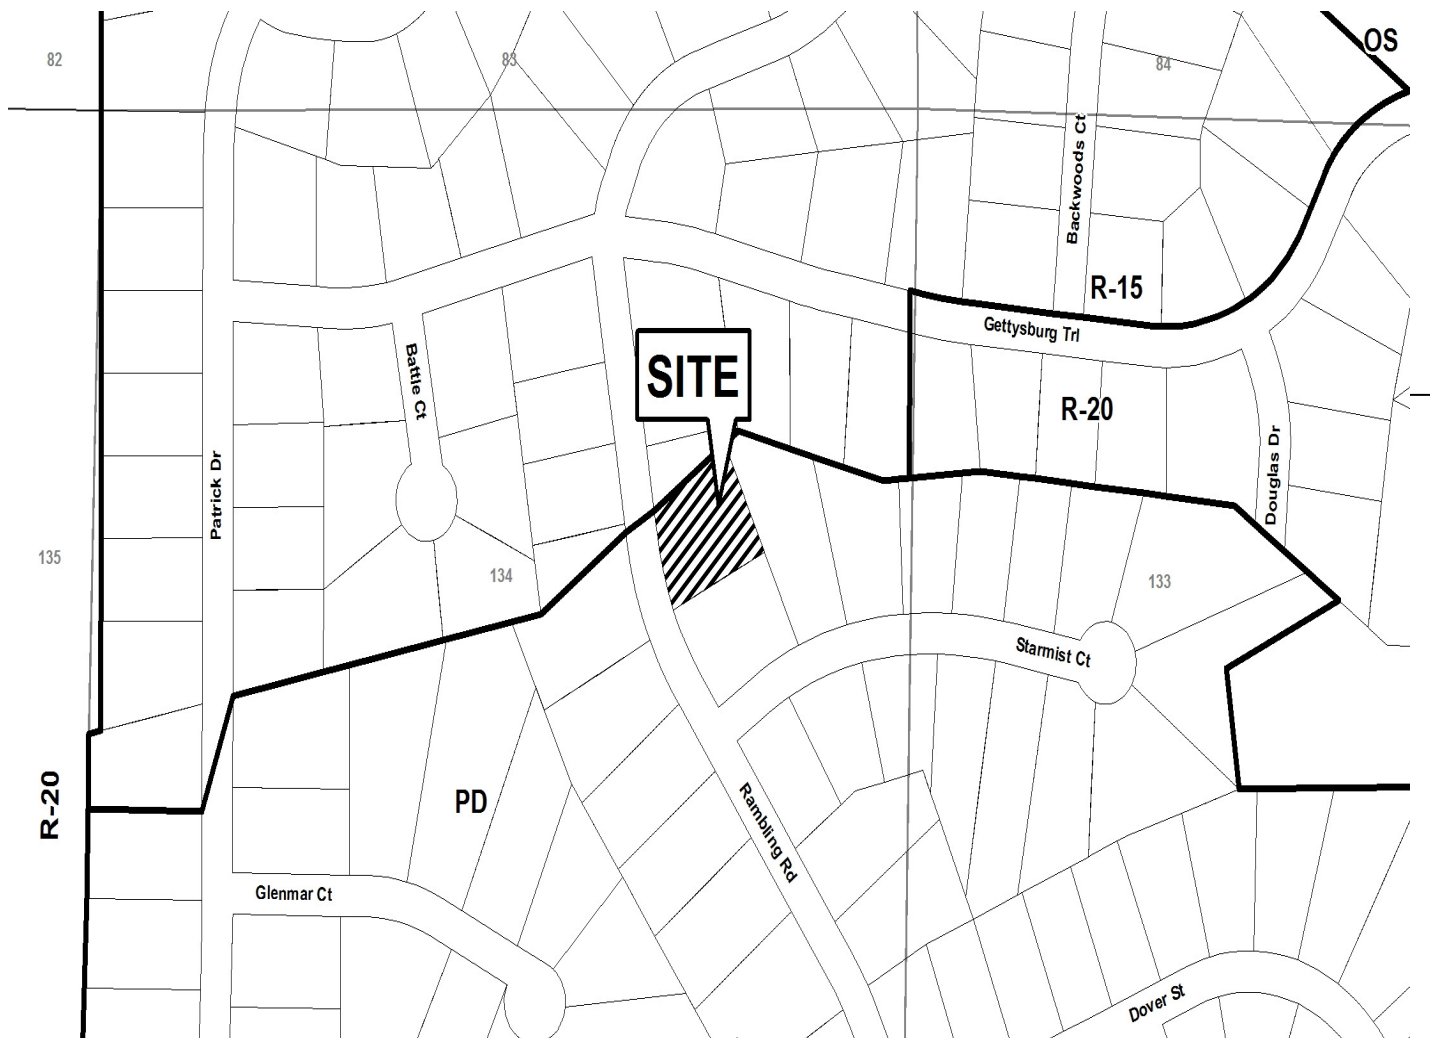 OS
82
83
84
Backwoods Ct
R-15
Gettysburg Trl
SITE
Battle Ct
R-20
Patrick Dr
Douglas Dr
135
134
133
Starmist Ct
R-20
PD
Rambling Rd
Glenmar Ct
Dover St